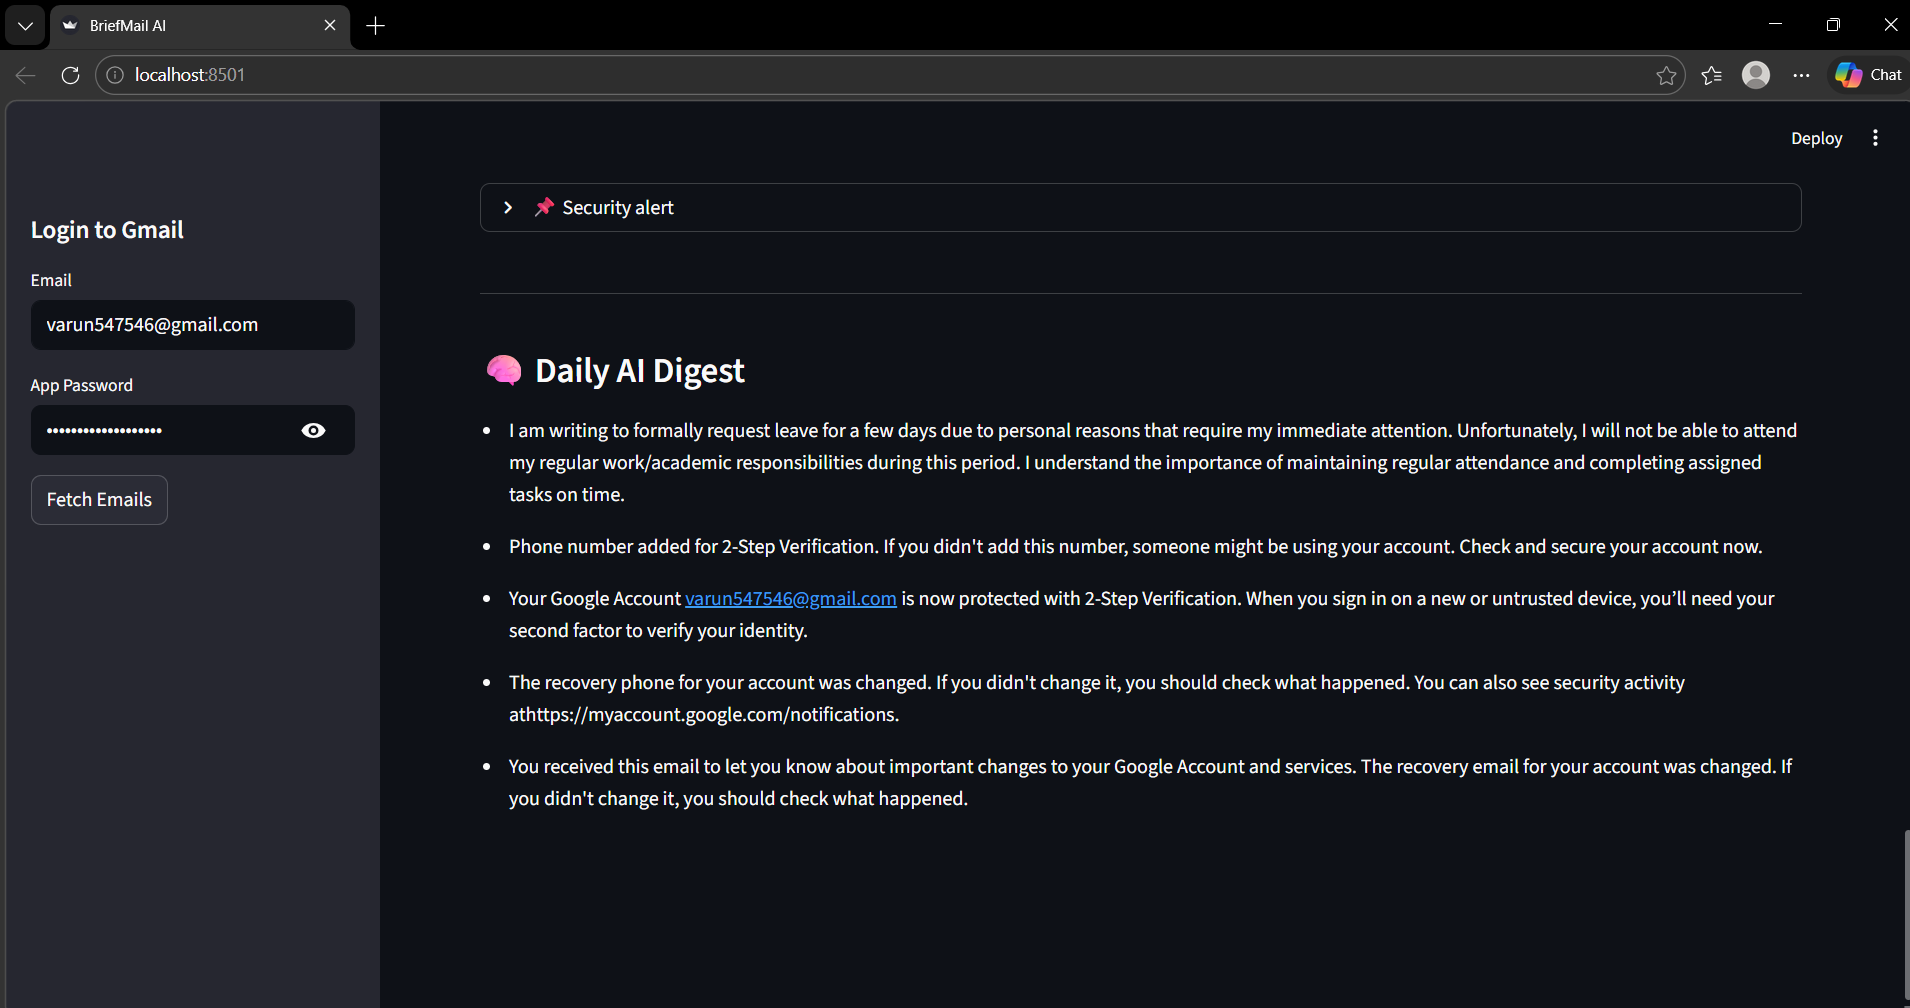 BriefMail AI
localhost:8501
Chat
Deploy
Login to Gmail
Email
varun547546@gmail.com
App Password
•••••••••••••••••••
Fetch Emails
📌 Security alert
🧠 Daily AI Digest
• I am writing to formally request leave for a few days due to personal reasons that require my immediate attention. Unfortunately, I will not be able to attend
my regular work/academic responsibilities during this period. I understand the importance of maintaining regular attendance and completing assigned
tasks on time.
• Phone number added for 2-Step Verification. If you didn't add this number, someone might be using your account. Check and secure your account now.
• Your Google Account varun547546@gmail.com is now protected with 2-Step Verification. When you sign in on a new or untrusted device, you’ll need your
second factor to verify your identity.
• The recovery phone for your account was changed. If you didn't change it, you should check what happened. You can also see security activity
athttps://myaccount.google.com/notifications.
• You received this email to let you know about important changes to your Google Account and services. The recovery email for your account was changed. If
you didn't change it, you should check what happened.